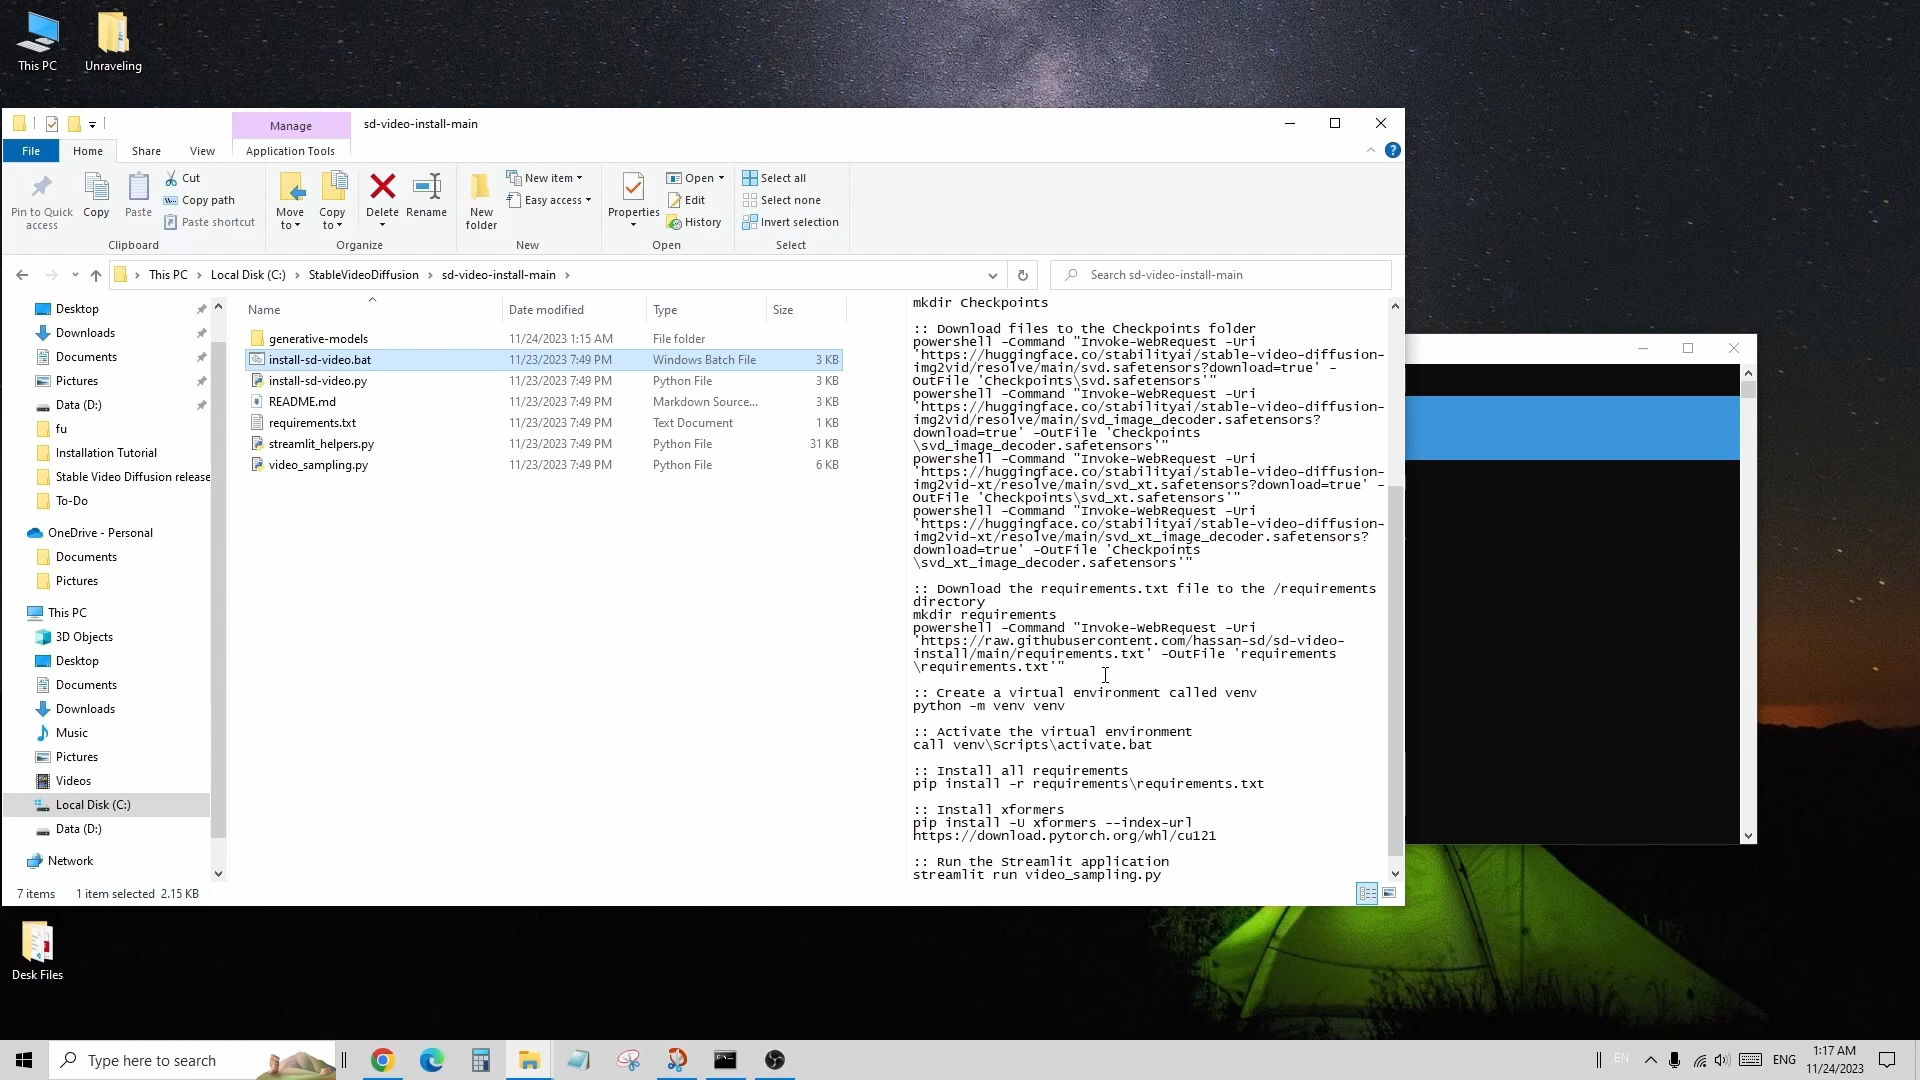 This PC
Unraveling
Manage
sd-video-install-main
File
Home
Share
View
Application Tools
Pin to Quick access
Copy
Paste
Cut
Copy path
Paste shortcut
Clipboard
Move to
Copy to
Delete
Rename
Organize
New folder
New item
Easy access
New
Properties
Open
Edit
History
Open
Select all
Select none
Invert selection
Select
This PC
Local Disk (C:)
StableVideoDiffusion
sd-video-install-main
Search sd-video-install-main
Desktop
Downloads
Documents
Pictures
Data (D:)
fu
Installation Tutorial
Stable Video Diffusion release
To-Do
OneDrive - Personal
Documents
Pictures
This PC
3D Objects
Desktop
Documents
Downloads
Music
Pictures
Videos
Local Disk (C:)
Data (D:)
Network
Name Date modified Type Size
generative-models 11/24/2023 1:15 AM File folder
install-sd-video.bat 11/23/2023 7:49 PM Windows Batch File 3 KB
install-sd-video.py 11/23/2023 7:49 PM Python File 3 KB
README.md 11/23/2023 7:49 PM Markdown Source... 3 KB
requirements.txt 11/23/2023 7:49 PM Text Document 1 KB
streamlit_helpers.py 11/23/2023 7:49 PM Python File 31 KB
video_sampling.py 11/23/2023 7:49 PM Python File 6 KB
mkdir Checkpoints
:: Download files to the Checkpoints folder
powershell -Command "Invoke-WebRequest -Uri
'https://huggingface.co/stabilityai/stable-video-diffusion-
img2vid/resolve/main/svd.safetensors?download=true' -
OutFile 'Checkpoints\svd.safetensors'"
powershell -Command "Invoke-WebRequest -Uri
'https://huggingface.co/stabilityai/stable-video-diffusion-
img2vid/resolve/main/svd_image_decoder.safetensors?
download=true' -OutFile 'Checkpoints
\svd_image_decoder.safetensors'"
powershell -Command "Invoke-WebRequest -Uri
'https://huggingface.co/stabilityai/stable-video-diffusion-
img2vid-xt/resolve/main/svd_xt.safetensors?download=true' -
OutFile 'Checkpoints\svd_xt.safetensors'"
powershell -Command "Invoke-WebRequest -Uri
'https://huggingface.co/stabilityai/stable-video-diffusion-
img2vid-xt/resolve/main/svd_xt_image_decoder.safetensors?
download=true' -OutFile 'Checkpoints
\svd_xt_image_decoder.safetensors'"
:: Download the requirements.txt file to the /requirements
directory
mkdir requirements
powershell -Command "Invoke-WebRequest -Uri
'https://raw.githubusercontent.com/hassan-sd/sd-video-
install/main/requirements.txt' -OutFile 'requirements
\requirements.txt'"
:: Create a virtual environment called venv
python -m venv venv
:: Activate the virtual environment
call venv\Scripts\activate.bat
:: Install all requirements
pip install -r requirements\requirements.txt
:: Install xformers
pip install -U xformers --index-url
https://download.pytorch.org/whl/cu121
:: Run the Streamlit application
streamlit run video_sampling.py
7 items 1 item selected 2.15 KB
Desk Files
Type here to search
EN
ENG
1:17 AM
11/24/2023